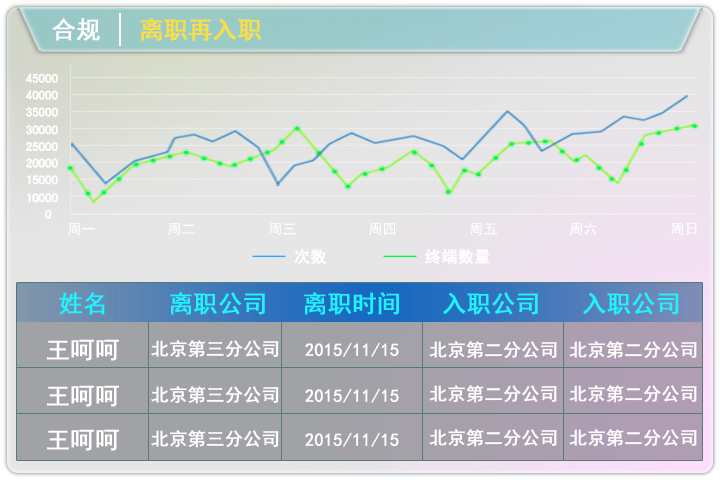 合规 离职再入职
45000
40000
35000
30000
25000
20000
15000
10000
0
周一 周二 周三 周四 周五 周六 周日
次数 终端数量
姓名 离职公司 离职时间 入职公司 入职公司
王呵呵 北京第三分公司 2015/11/15 北京第二分公司 北京第二分公司
王呵呵 北京第三分公司 2015/11/15 北京第二分公司 北京第二分公司
王呵呵 北京第三分公司 2015/11/15 北京第二分公司 北京第二分公司